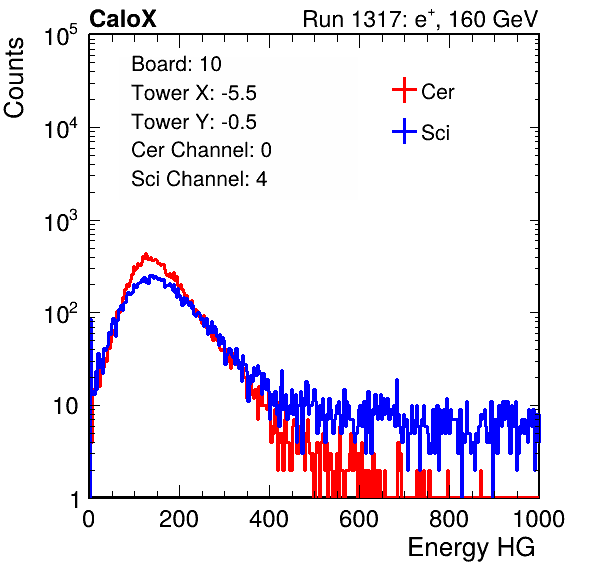 CaloX Run 1317: e+, 160 GeV
Counts
Board: 10
Tower X: -5.5
Tower Y: -0.5
Cer Channel: 0
Sci Channel: 4
Cer
Sci
10^5
10^4
10^3
10^2
10
1
0 200 400 600 800 1000
Energy HG